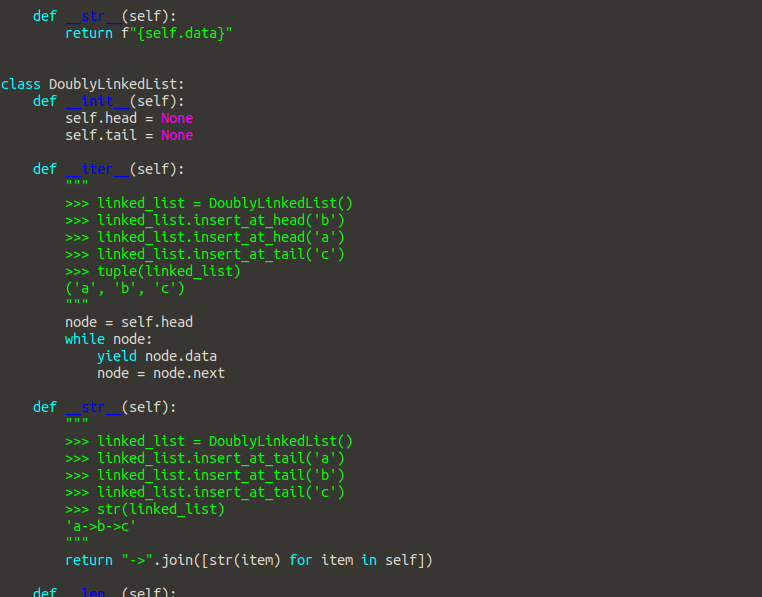 def __str__(self):
        return f"{self.data}"


class DoublyLinkedList:
    def __init__(self):
        self.head = None
        self.tail = None

    def __iter__(self):
        """
        >>> linked_list = DoublyLinkedList()
        >>> linked_list.insert_at_head('b')
        >>> linked_list.insert_at_head('a')
        >>> linked_list.insert_at_tail('c')
        >>> tuple(linked_list)
        ('a', 'b', 'c')
        """
        node = self.head
        while node:
            yield node.data
            node = node.next

    def __str__(self):
        """
        >>> linked_list = DoublyLinkedList()
        >>> linked_list.insert_at_tail('a')
        >>> linked_list.insert_at_tail('b')
        >>> linked_list.insert_at_tail('c')
        >>> str(linked_list)
        'a->b->c'
        """
        return "->".join([str(item) for item in self])

    def __len__(self):